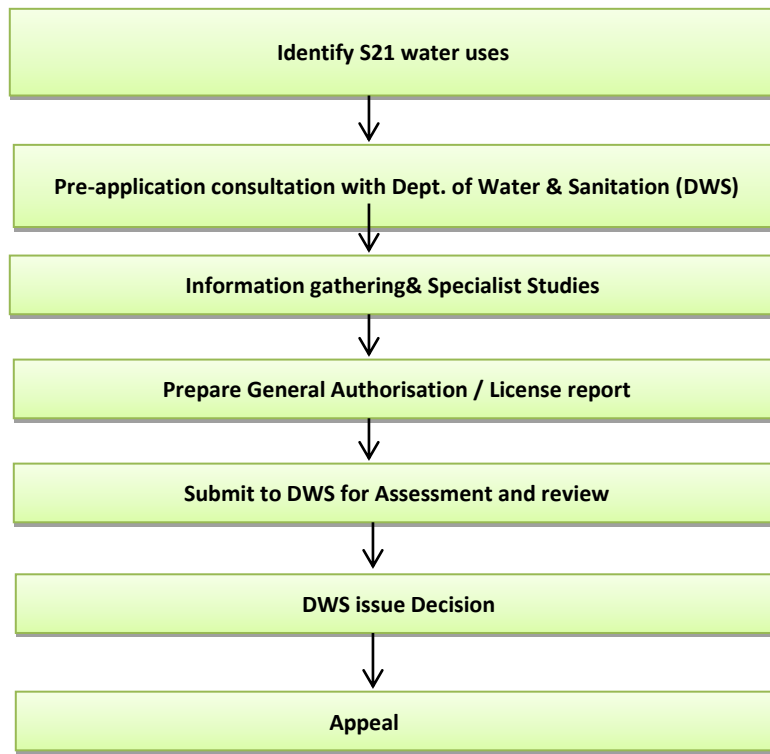 Identify S21 water uses
Pre-application consultation with Dept. of Water & Sanitation (DWS)
Information gathering& Specialist Studies
Prepare General Authorisation / License report
Submit to DWS for Assessment and review
DWS issue Decision
Appeal